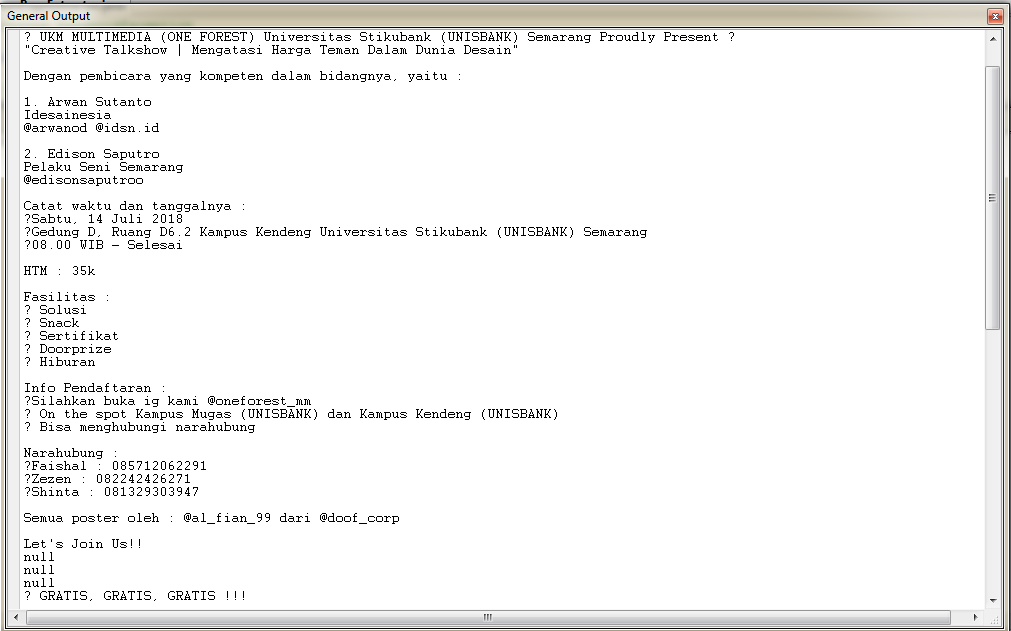 General Output
? UKM MULTIMEDIA (ONE FOREST) Universitas Stikubank (UNISBANK) Semarang Proudly Present ?
"Creative Talkshow | Mengatasi Harga Teman Dalam Dunia Desain"
Dengan pembicara yang kompeten dalam bidangnya, yaitu :
1. Arwan Sutanto
Idesainesia
@arwanod @idsn.id
2. Edison Saputro
Pelaku Seni Semarang
@edisonsaputroo
Catat waktu dan tanggalnya :
?Sabtu, 14 Juli 2018
?Gedung D, Ruang D6.2 Kampus Kendeng Universitas Stikubank (UNISBANK) Semarang
?08.00 WIB – Selesai
HTM : 35k
Fasilitas :
? Solusi
? Snack
? Sertifikat
? Doorprize
? Hiburan
Info Pendaftaran :
?Silahkan buka ig kami @oneforest_mm
? On the spot Kampus Mugas (UNISBANK) dan Kampus Kendeng (UNISBANK)
? Bisa menghubungi narahubung
Narahubung :
?Faishal : 085712062291
?Zezen : 082242426271
?Shinta : 081329303947
Semua poster oleh : @al_fian_99 dari @doof_corp
Let's Join Us!!
null
null
null
? GRATIS, GRATIS, GRATIS !!!